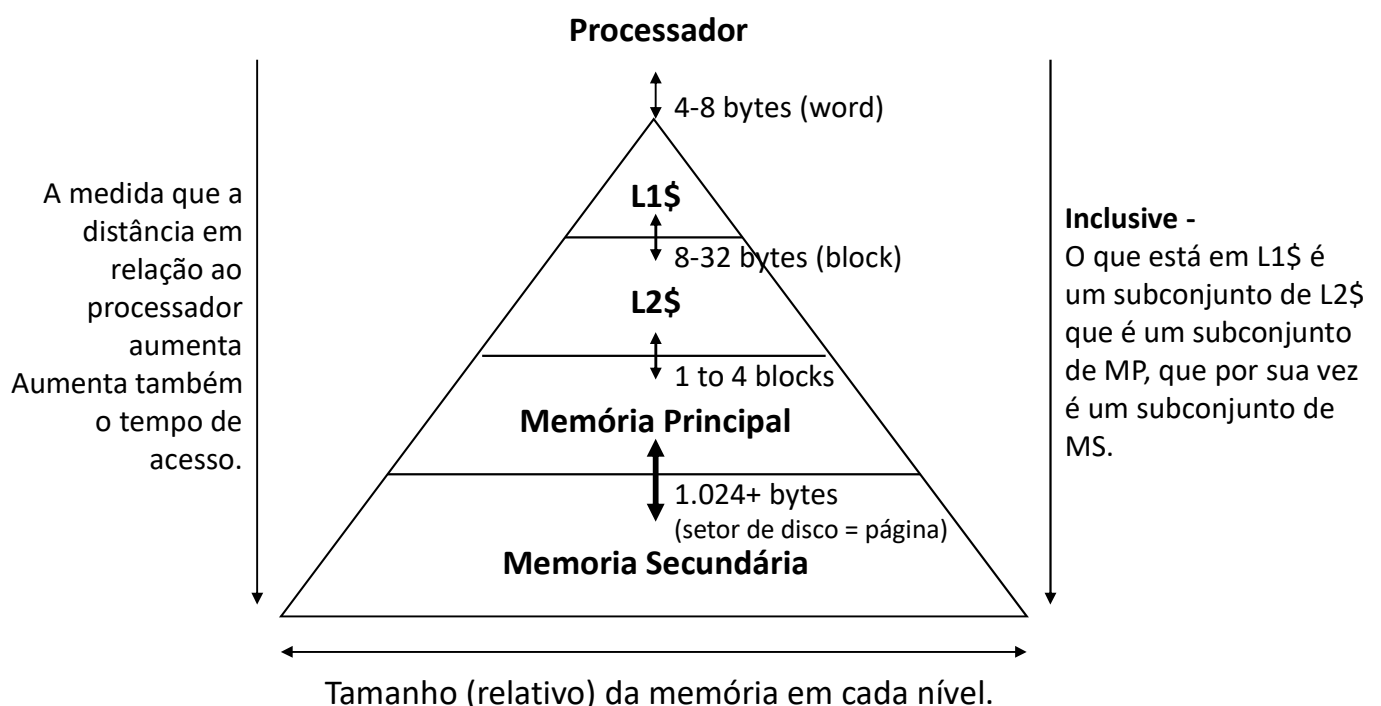 Processador
4-8 bytes (word)
A medida que a
distância em
relação ao
processador
aumenta
Aumenta também
o tempo de
acesso.
L1$
8-32 bytes (block)
L2$
1 to 4 blocks
Memória Principal
1.024+ bytes
(setor de disco = página)
Memoria Secundária
Inclusive -
O que está em L1$ é
um subconjunto de L2$
que é um subconjunto
de MP, que por sua vez
é um subconjunto de
MS.
Tamanho (relativo) da memória em cada nível.